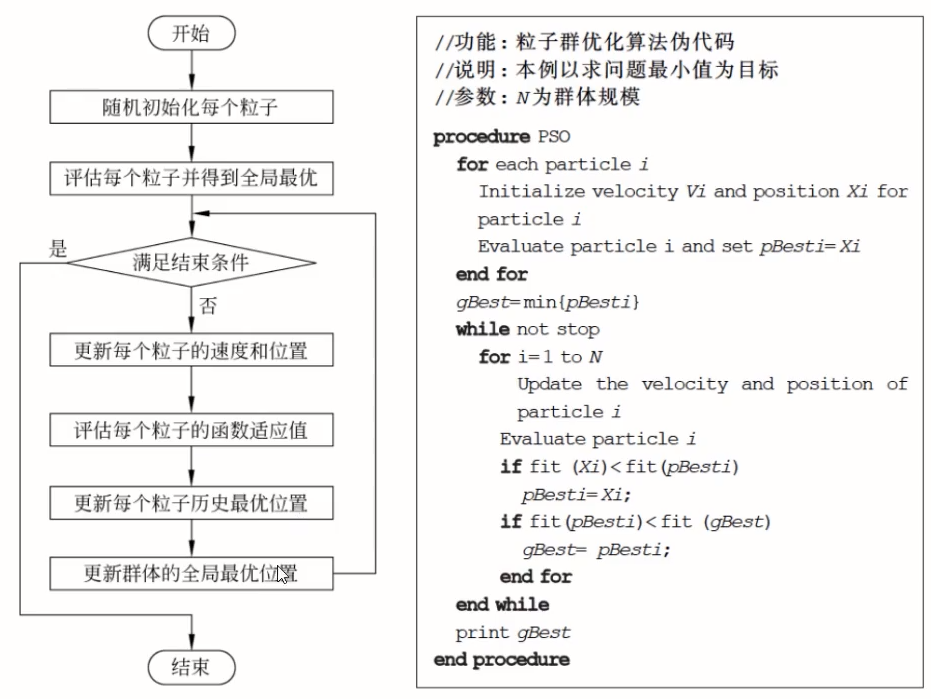 开始
随机初始化每个粒子
评估每个粒子并得到全局最优
是
满足结束条件
否
更新每个粒子的速度和位置
评估每个粒子的函数适应值
更新每个粒子历史最优位置
更新群体的全局最优位置
结束
//功能：粒子群优化算法伪代码
//说明：本例以求问题最小值为目标
//参数：N为群体规模
procedure PSO
for each particle i
Initialize velocity Vi and position Xi for
particle i
Evaluate particle i and set pBesti=Xi
end for
gBest=min{pBesti}
while not stop
for i=1 to N
Update the velocity and position of
particle i
Evaluate particle i
if fit (Xi)<fit(pBesti)
pBesti=Xi;
if fit(pBesti)<fit (gBest)
gBest= pBesti;
end for
end while
print gBest
end procedure